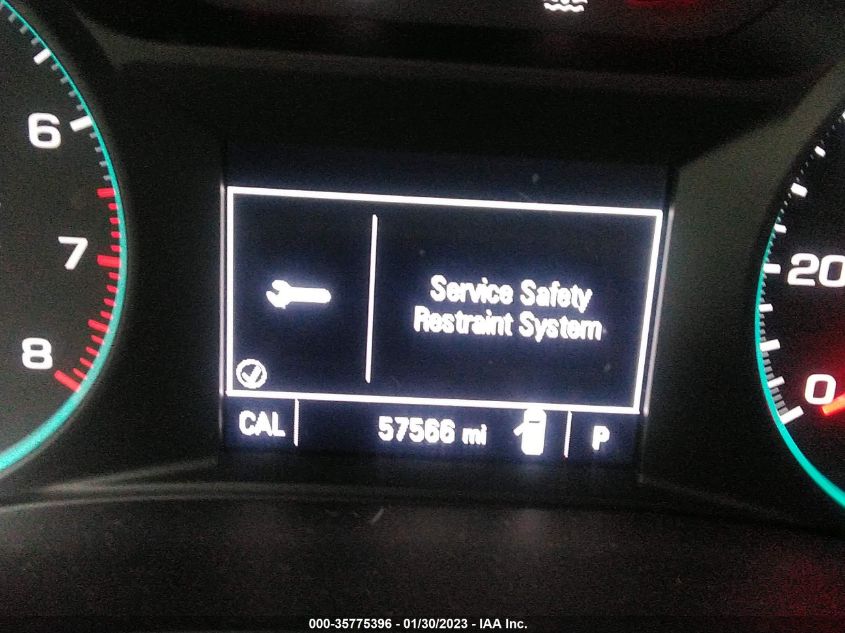 6
7
8
20
0
Service Safety
Restraint System
CAL 57566 mi P
000-35775396 - 01/30/2023 - IAA Inc.